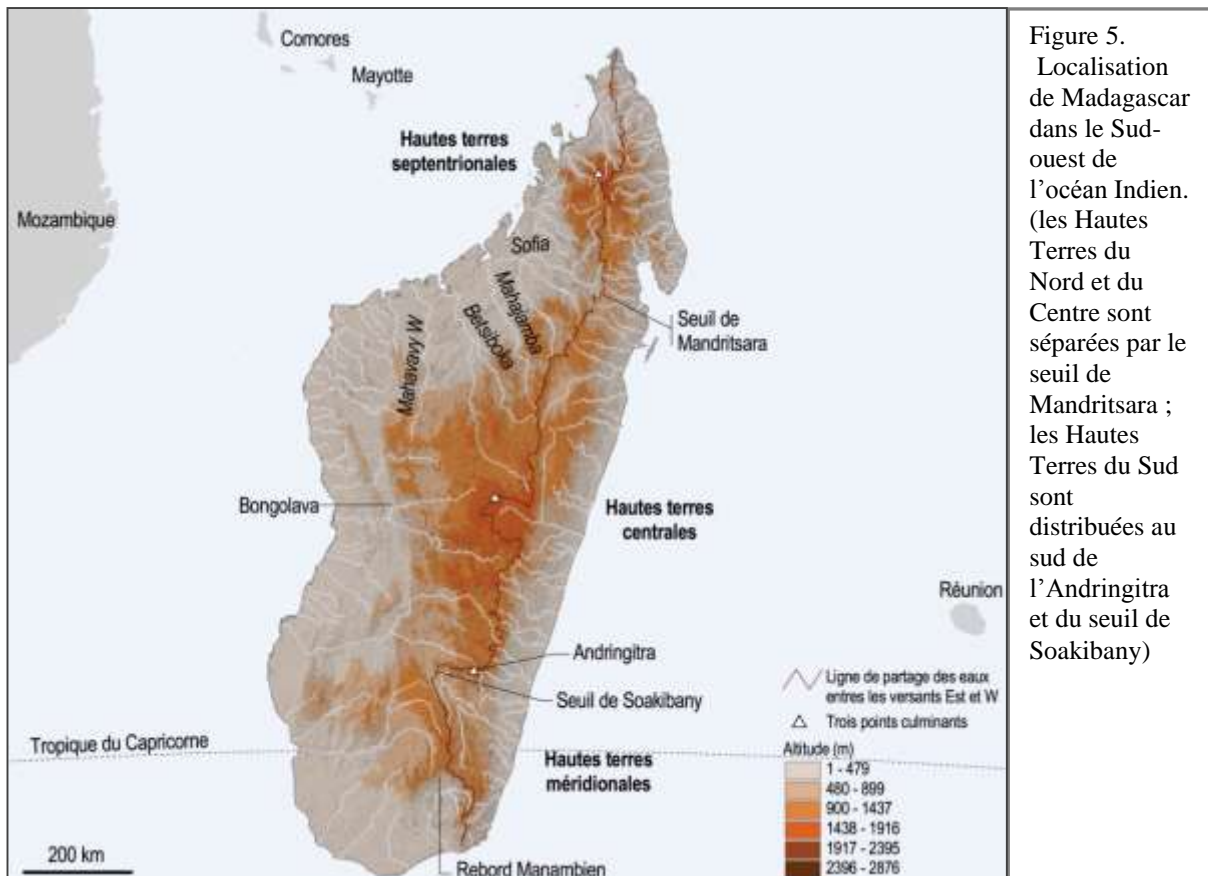 Comores
Mayotte
Hautes terres
septentrionales
Mozambique
Sofia
Mahajamba
Betsiboka
Mahavavy W
Seuil de
Mandritsara
Bongolava
Hautes terres
centrales
Réunion
Andringitra
Seuil de Soakibany
Tropique du Capricorne
Hautes terres
méridionales
Rebord Manambien
200 km
Ligne de partage des eaux
entres les versants Est et W
Trois points culminants
Altitude (m)
1 - 479
480 - 899
900 - 1437
1438 - 1916
1917 - 2395
2396 - 2876
Figure 5.
Localisation
de Madagascar
dans le Sud-
ouest de
l’océan Indien.
(les Hautes
Terres du
Nord et du
Centre sont
séparées par le
seuil de
Mandritsara ;
les Hautes
Terres du Sud
sont
distribuées au
sud de
l’Andringitra
et du seuil de
Soakibany)